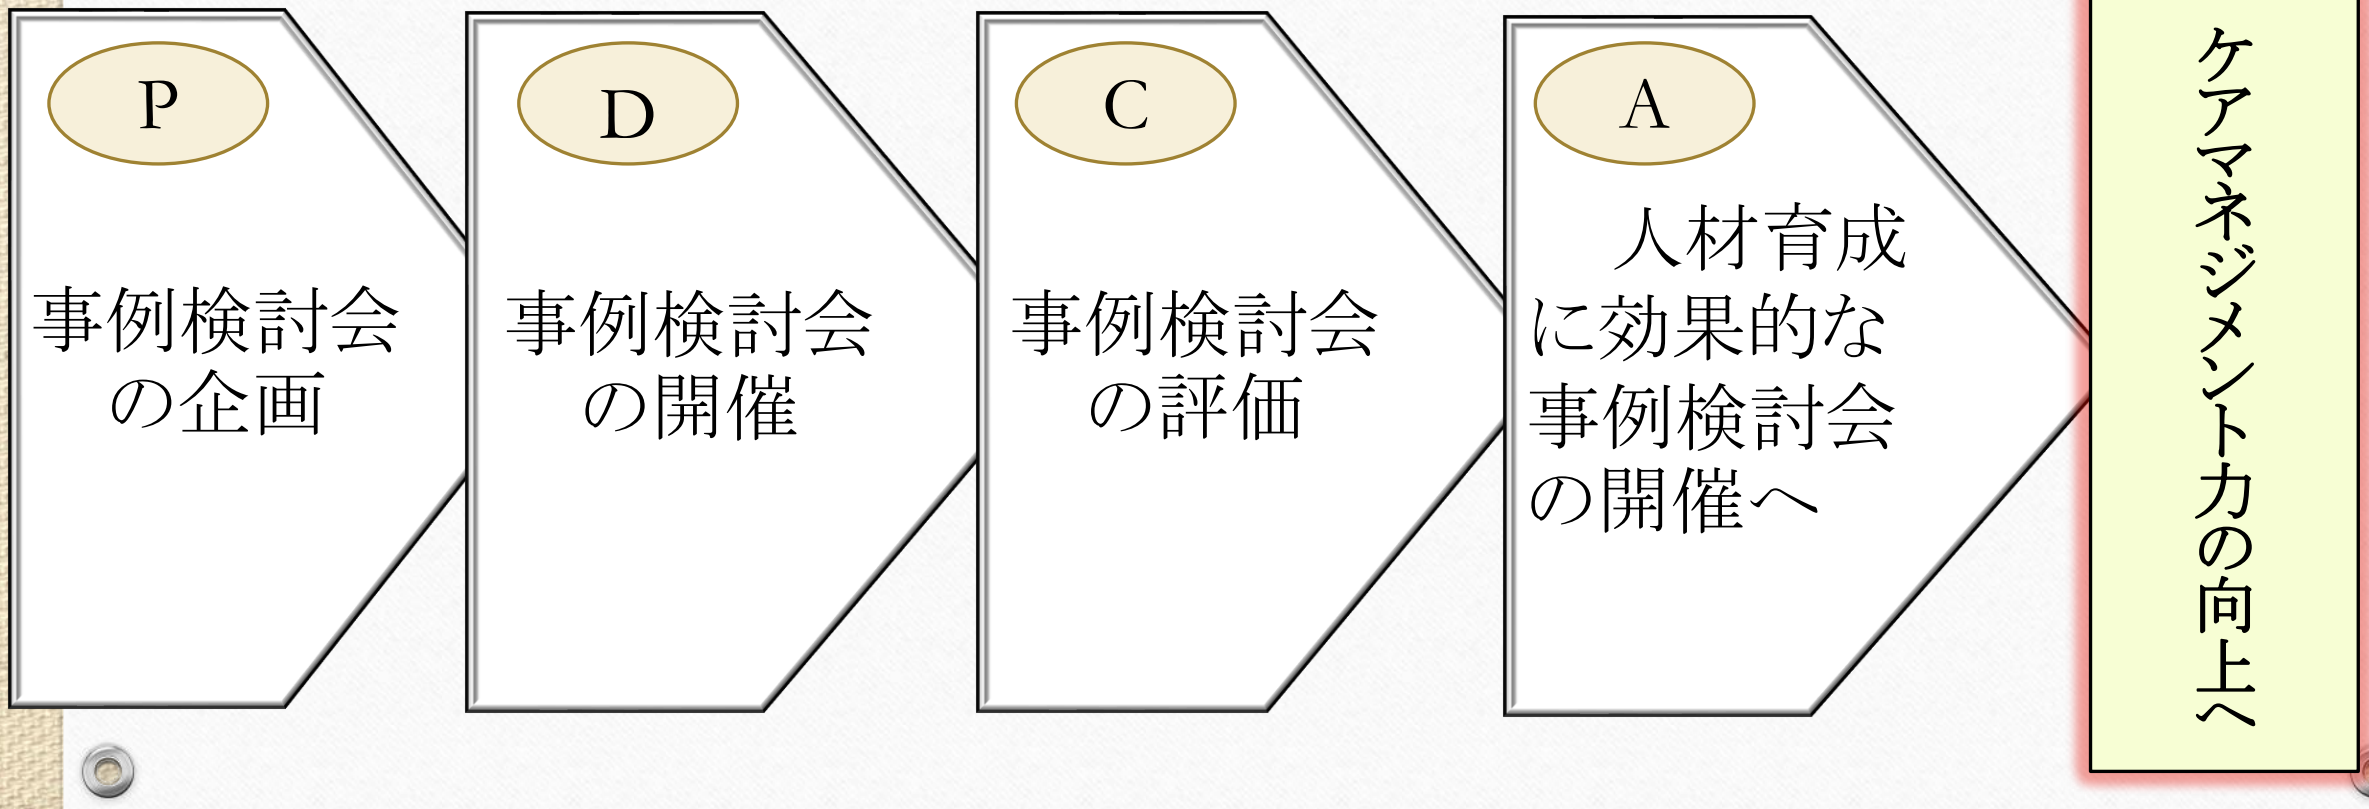 P
事例検討会
の企画
D
事例検討会
の開催
C
事例検討会
の評価
A
人材育成
に効果的な
事例検討会
の開催へ
ケアマネジメント力の向上へ